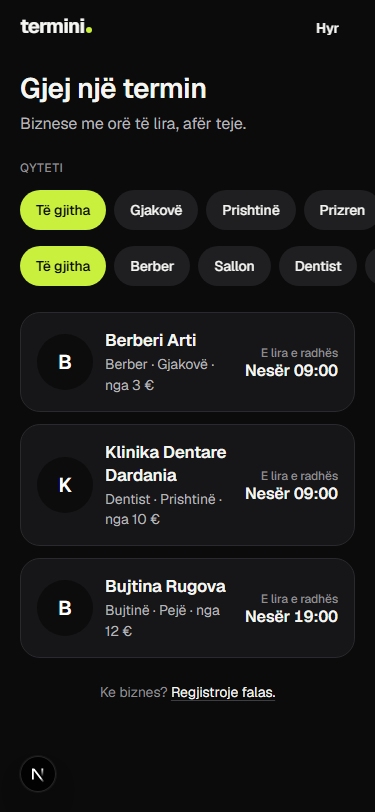 termini.
Hyr
Gjej një termin
Biznese me orë të lira, afër teje.
QYTETI
Të gjitha
Gjakovë
Prishtinë
Prizren
Të gjitha
Berber
Sallon
Dentist
B
Berberi Arti
Berber · Gjakovë ·
nga 3 €
E lira e radhës
Nesër 09:00
K
Klinika Dentare
Dardania
Dentist · Prishtinë ·
nga 10 €
E lira e radhës
Nesër 09:00
B
Bujtina Rugova
Bujtinë · Pejë · nga
12 €
E lira e radhës
Nesër 19:00
Ke biznes? Regjistroje falas.
N